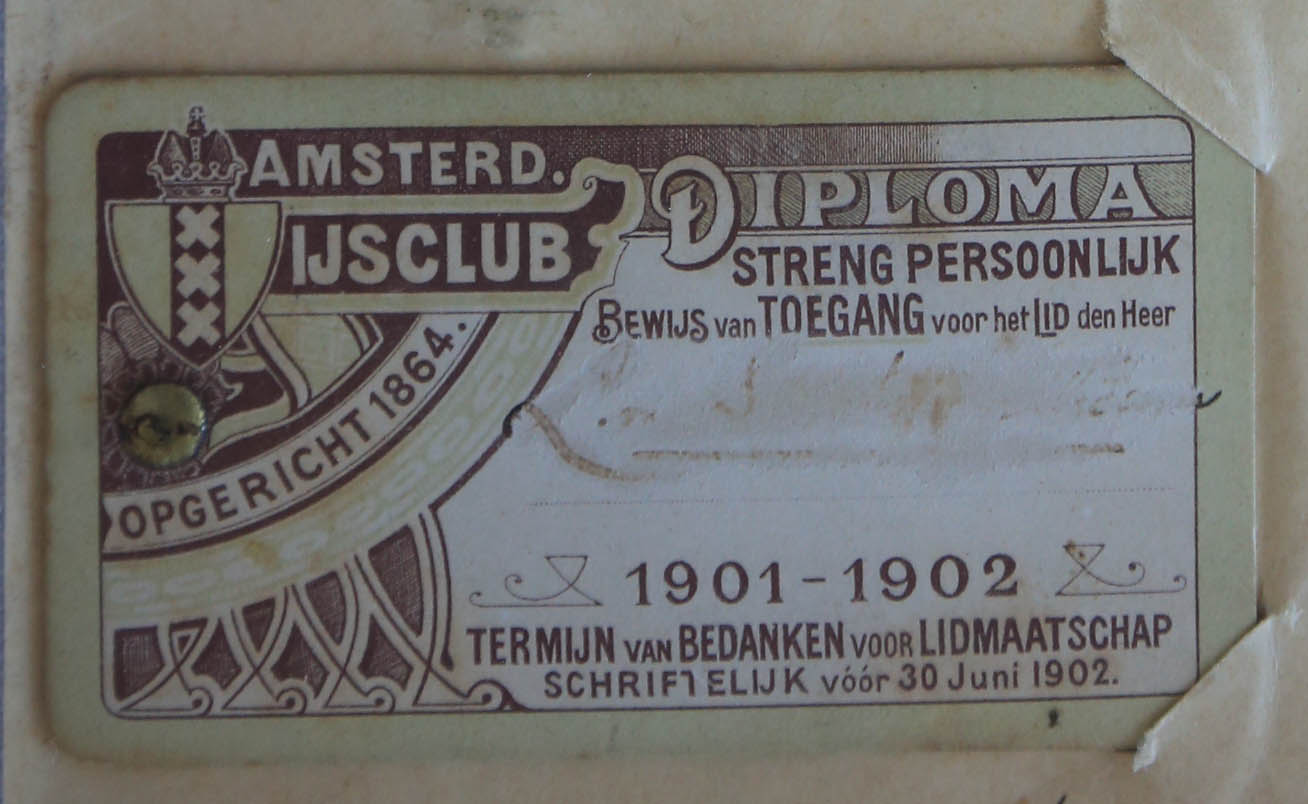 AMSTERD.
IJSCLUB
OPGERICHT 1864.
DIPLOMA
STRENG PERSOONLIJK
BEWIJS van TOEGANG voor het LID den Heer
1901-1902
TERMIJN VAN BEDANKEN VOOR LIDMAATSCHAP
SCHRIFTELIJK vóór 30 Juni 1902.